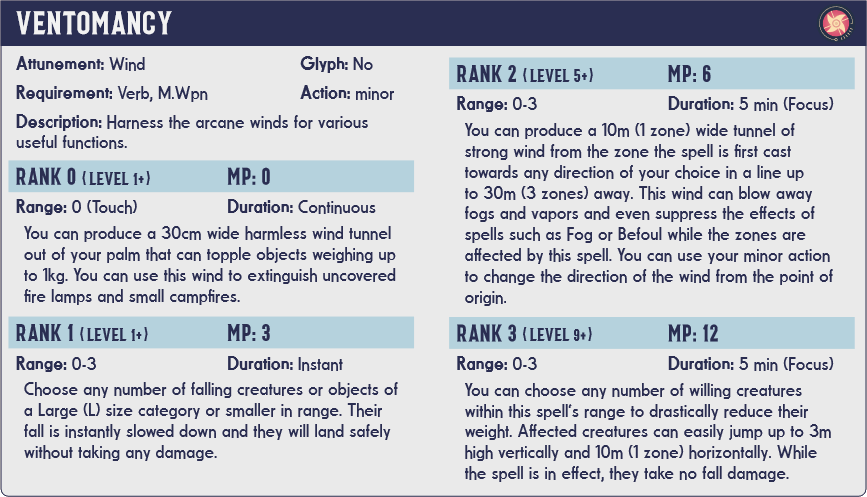 VENTOMANCY
Attunement: Wind
Glyph: No
Requirement: Verb, M.Wpn
Action: minor
Description: Harness the arcane winds for various
useful functions.
RANK 0 (LEVEL 1+)
MP: 0
Range: 0 (Touch)
Duration: Continuous
You can produce a 30cm wide harmless wind tunnel
out of your palm that can topple objects weighing up
to 1kg. You can use this wind to extinguish uncovered
fire lamps and small campfires.
RANK 1 (LEVEL 1+)
MP: 3
Range: 0-3
Duration: Instant
Choose any number of falling creatures or objects of
a Large (L) size category or smaller in range. Their
fall is instantly slowed down and they will land safely
without taking any damage.
RANK 2 (LEVEL 5+)
MP: 6
Range: 0-3
Duration: 5 min (Focus)
You can produce a 10m (1 zone) wide tunnel of
strong wind from the zone the spell is first cast
towards any direction of your choice in a line up
to 30m (3 zones) away. This wind can blow away
fogs and vapors and even suppress the effects of
spells such as Fog or Befoul while the zones are
affected by this spell. You can use your minor action
to change the direction of the wind from the point of
origin.
RANK 3 (LEVEL 9+)
MP: 12
Range: 0-3
Duration: 5 min (Focus)
You can choose any number of willing creatures
within this spell's range to drastically reduce their
weight. Affected creatures can easily jump up to 3m
high vertically and 10m (1 zone) horizontally. While
the spell is in effect, they take no fall damage.